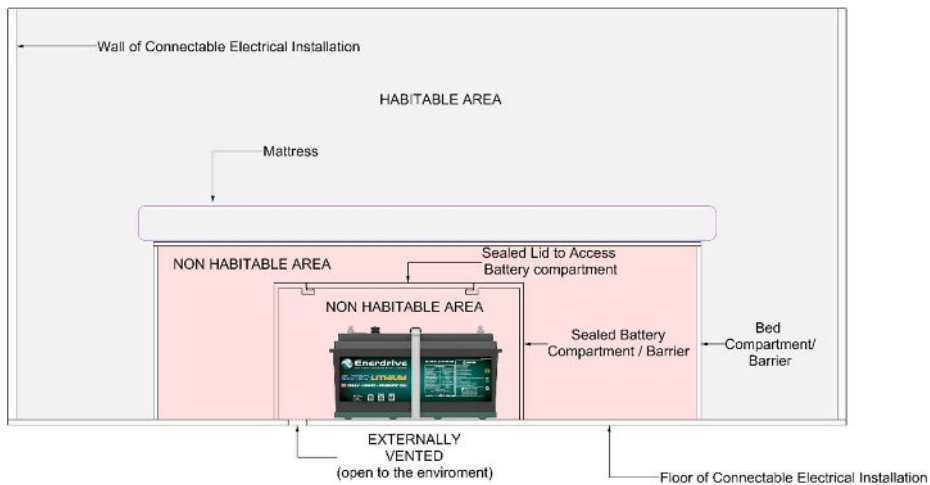 Wall of Connectable Electrical Installation
HABITABLE AREA
Mattress
Sealed Lid to Access
Battery compartment
NON HABITABLE AREA
NON HABITABLE AREA
Sealed Battery
Compartment / Barrier
Bed
Compartment/
Barrier
Enerdrive
LITHIUM
EXTERNALLY
VENTED
(open to the enviroment)
Floor of Connectable Electrical Installation